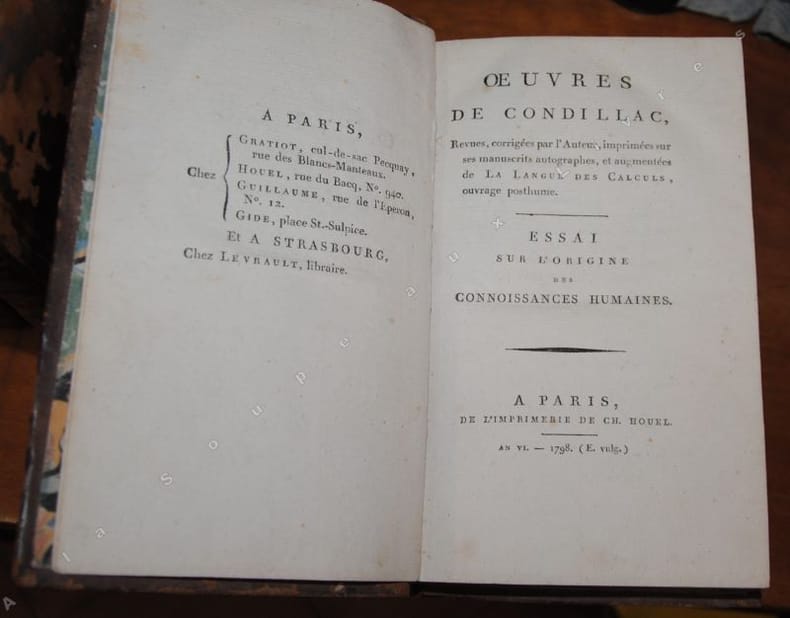 A PARIS,
Chez
GRATIOT, cul-de-sac Pecquay,
rue des Blancs-Manteaux.
HOUEL, rue du Bacq, N°. 940.
GUILLAUME, rue de l'Eperon,
N°. 12.
GIDE, place St.-Sulpice.
Et A STRASBOURG,
Chez LEVRAULT, libraire.
ŒUVRES
DE CONDILLAC,
Revues, corrigées par l'Auteur, imprimées sur
ses manuscrits autographes, et augmentées
de LA LANGUE DES CALCULS,
ouvrage posthume.
ESSAI
SUR L'ORIGINE
DES
CONNOISSANCES HUMAINES.
A PARIS,
DE L'IMPRIMERIE DE CH. HOUEL.
AN VI. — 1798. (E. vulg.)